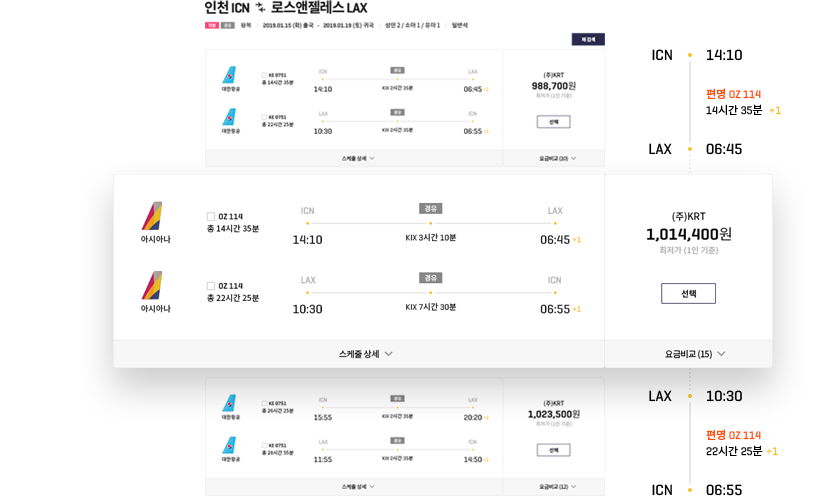 인천 ICN ⇄ 로스앤젤레스 LAX
왕복 2019.01.15 (화) 출국 - 2019.01.19 (토) 귀국 성인 2 / 소아 1 / 유아 1 일반석
재 검색
대한항공
KE 0751
총 14시간 35분
ICN 경유 LAX
14:10 KIX 2시간 35분 06:45 +1
대한항공
KE 0751
총 22시간 25분
LAX 경유 ICN
10:30 KIX 2시간 35분 06:55 +1
(주)KRT
988,700원
최저가 (1인 기준)
선택
스케줄 상세
요금비교 (10)
ICN 14:10
편명 OZ 114
14시간 35분 +1
LAX 06:45
아시아나
OZ 114
총 14시간 35분
ICN 경유 LAX
14:10 KIX 3시간 10분 06:45 +1
아시아나
OZ 114
총 22시간 25분
LAX 경유 ICN
10:30 KIX 7시간 30분 06:55 +1
(주)KRT
1,014,400원
최저가 (1인 기준)
선택
스케줄 상세
요금비교 (15)
대한항공
KE 0751
총 26시간 25분
ICN 경유 LAX
15:55 KIX 2시간 35분 20:20 +1
대한항공
KE 0751
총 26시간 55분
LAX 경유 ICN
11:55 KIX 2시간 35분 14:50 +1
(주)KRT
1,023,500원
최저가 (1인 기준)
선택
스케줄 상세
요금비교 (12)
LAX 10:30
편명 OZ 114
22시간 25분 +1
ICN 06:55